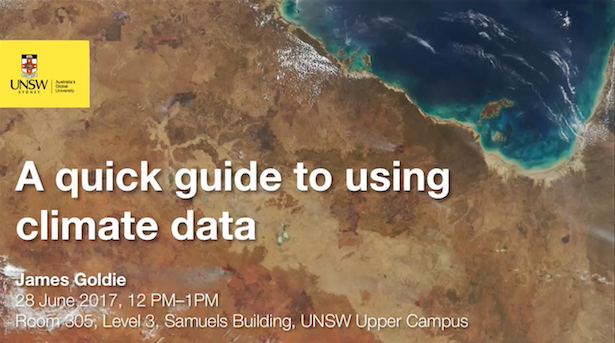 UNSW
SYDNEY
Australia's
Global
University
A quick guide to using
climate data
James Goldie
28 June 2017, 12 PM–1PM
Room 305, Level 3, Samuels Building, UNSW Upper Campus